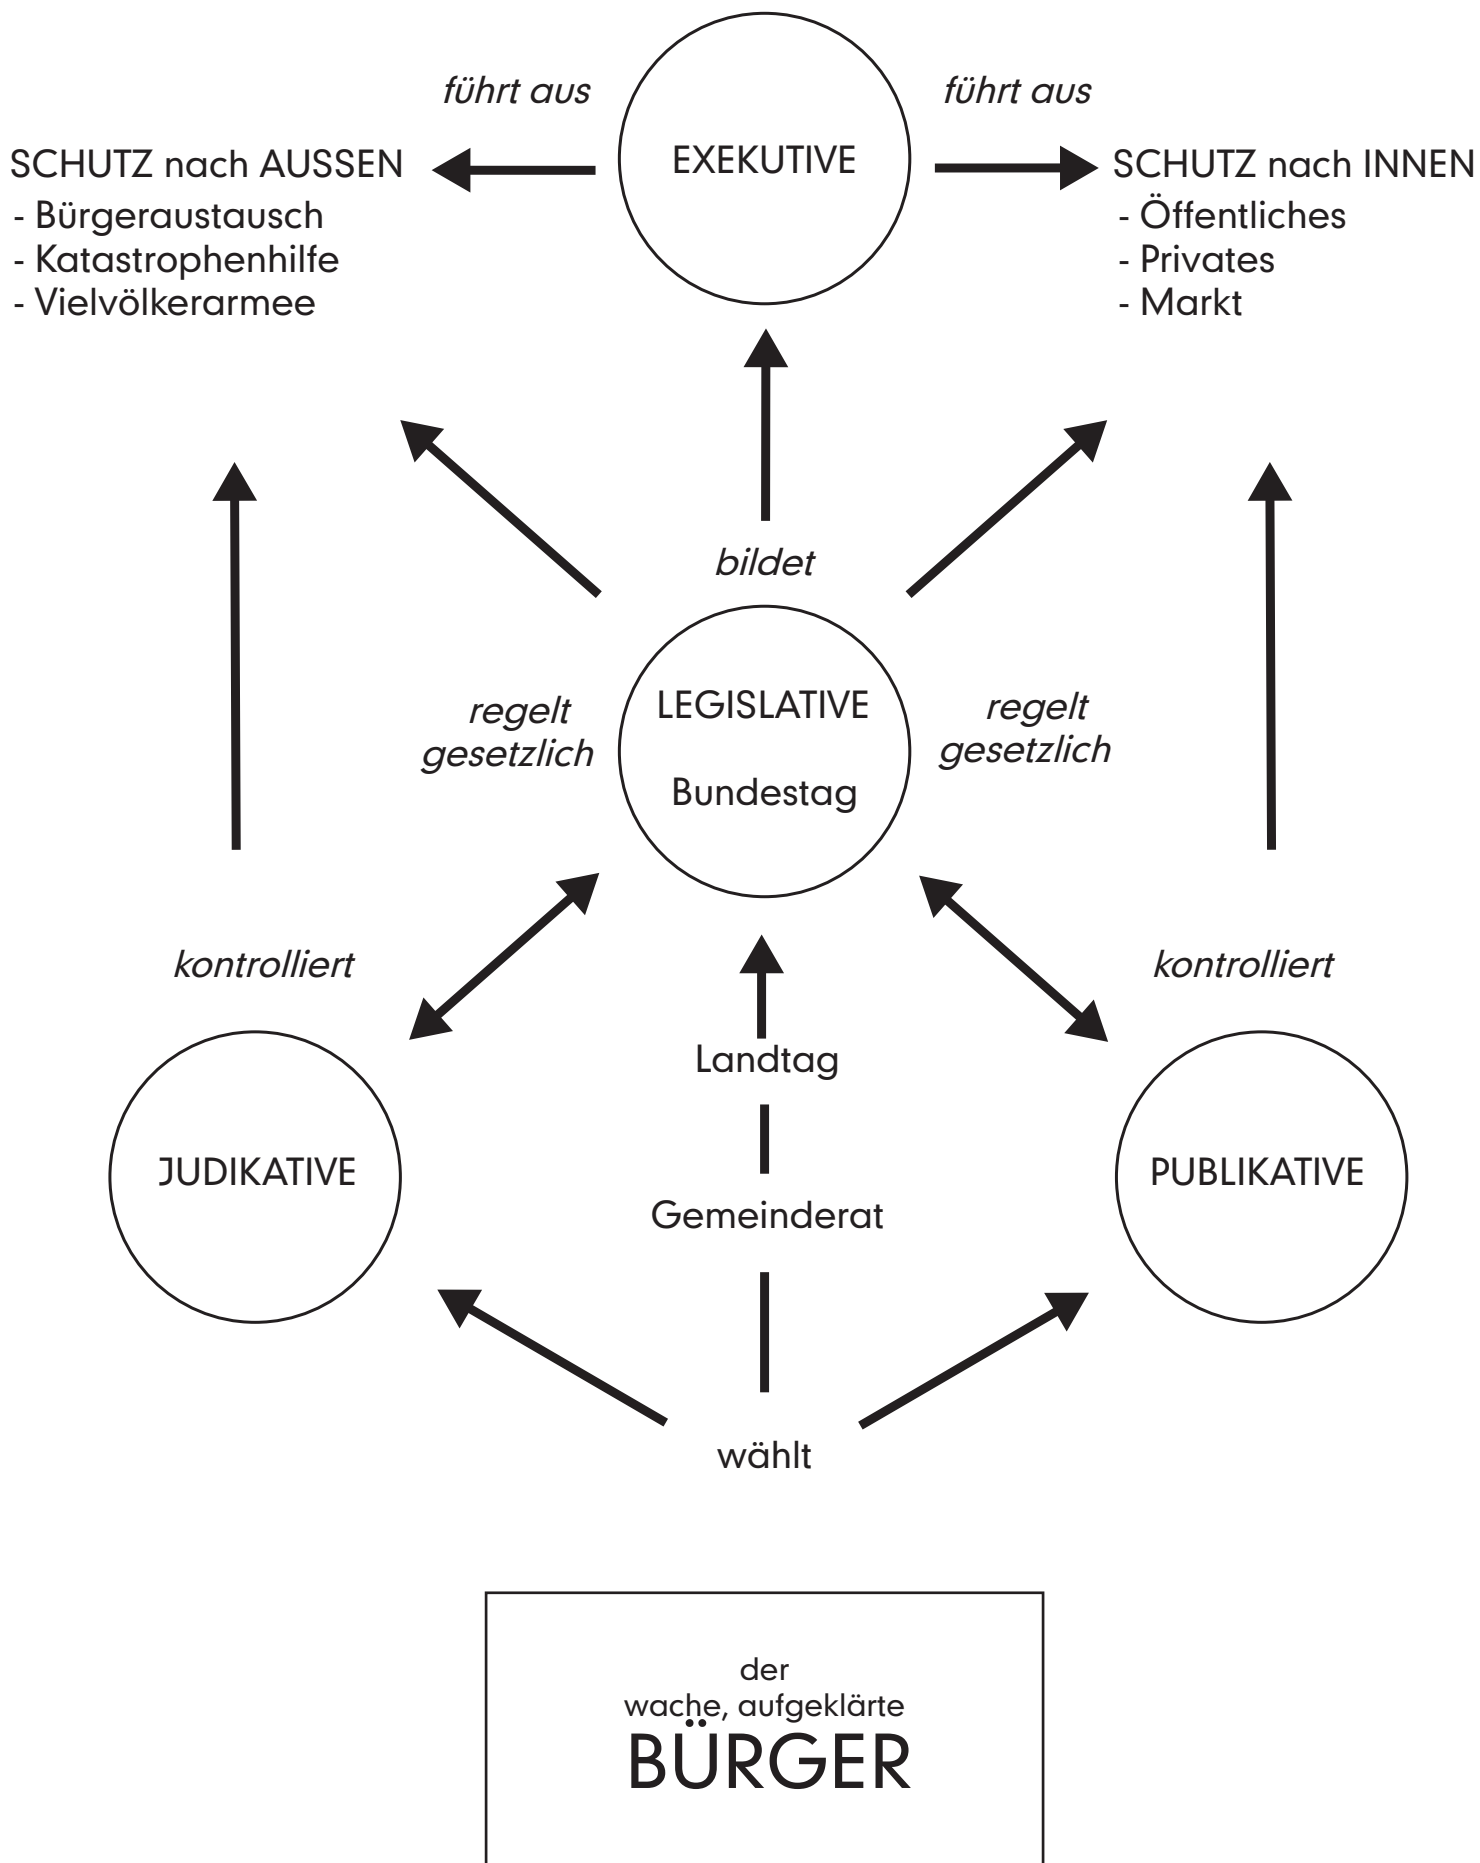 führt aus
führt aus
EXEKUTIVE
SCHUTZ nach AUSSEN
- Bürgeraustausch
- Katastrophenhilfe
- Vielvölkerarmee
SCHUTZ nach INNEN
- Öffentliches
- Privates
- Markt
bildet
regelt
gesetzlich
LEGISLATIVE
Bundestag
regelt
gesetzlich
kontrolliert
kontrolliert
Landtag
JUDIKATIVE
PUBLIKATIVE
Gemeinderat
wählt
der
wache, aufgeklärte
BÜRGER